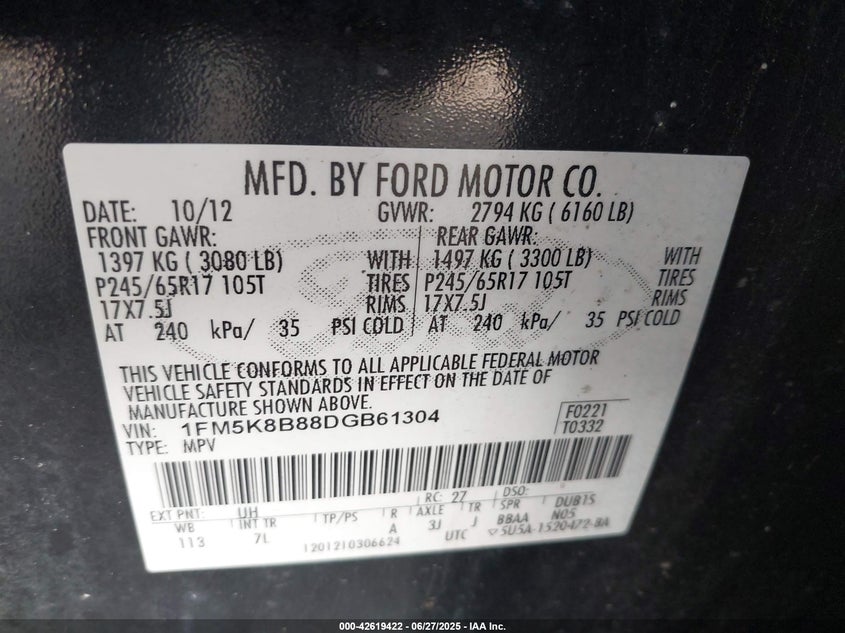 MFD. BY FORD MOTOR CO.
DATE: 10/12 GVWR: 2794 KG ( 6160 LB)
FRONT GAWR: REAR GAWR:
1397 KG ( 3080 LB) WITH 1497 KG ( 3300 LB) WITH
P245/65R17 105T TIRES P245/65R17 105T TIRES
17X7.5J RIMS 17X7.5J RIMS
AT 240 kPa/ 35 PSI COLD AT 240 kPa/ 35 PSI COLD
THIS VEHICLE CONFORMS TO ALL APPLICABLE FEDERAL MOTOR
VEHICLE SAFETY STANDARDS IN EFFECT ON THE DATE OF
MANUFACTURE SHOWN ABOVE.
VIN: 1FM5K8B88DGB61304 F0221
TYPE: MPV T0332
EXT PNT: UH RC: 27 DSO:
WB INT TR TP/PS R AXLE TR SPR DUB1S
113 7L A 3J J BBAA N05
1201210306624 UTC ▽5U5A-1520472-BA
000-42619422 | 06/27/2025 | IAA Inc.